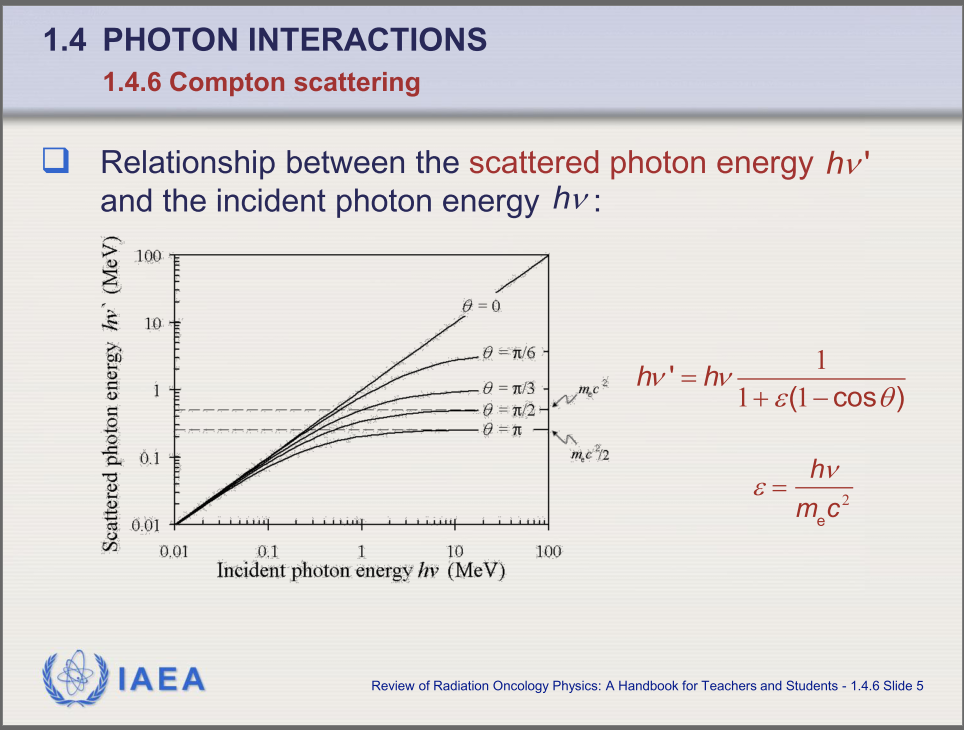 1.4 PHOTON INTERACTIONS
1.4.6 Compton scattering
Relationship between the scattered photon energy hν'
and the incident photon energy hν :
Scattered photon energy hν` (MeV)
100
10
1
0.1
0.01
θ = 0
θ = π/6
θ = π/3
θ = π/2
θ = π
mₑc²
mₑc²/2
0.01 0.1 1 10 100
Incident photon energy hν (MeV)
hν' = hν 1 / 1 + ε(1 − cos θ)
ε = hν / mₑc²
IAEA
Review of Radiation Oncology Physics: A Handbook for Teachers and Students - 1.4.6 Slide 5